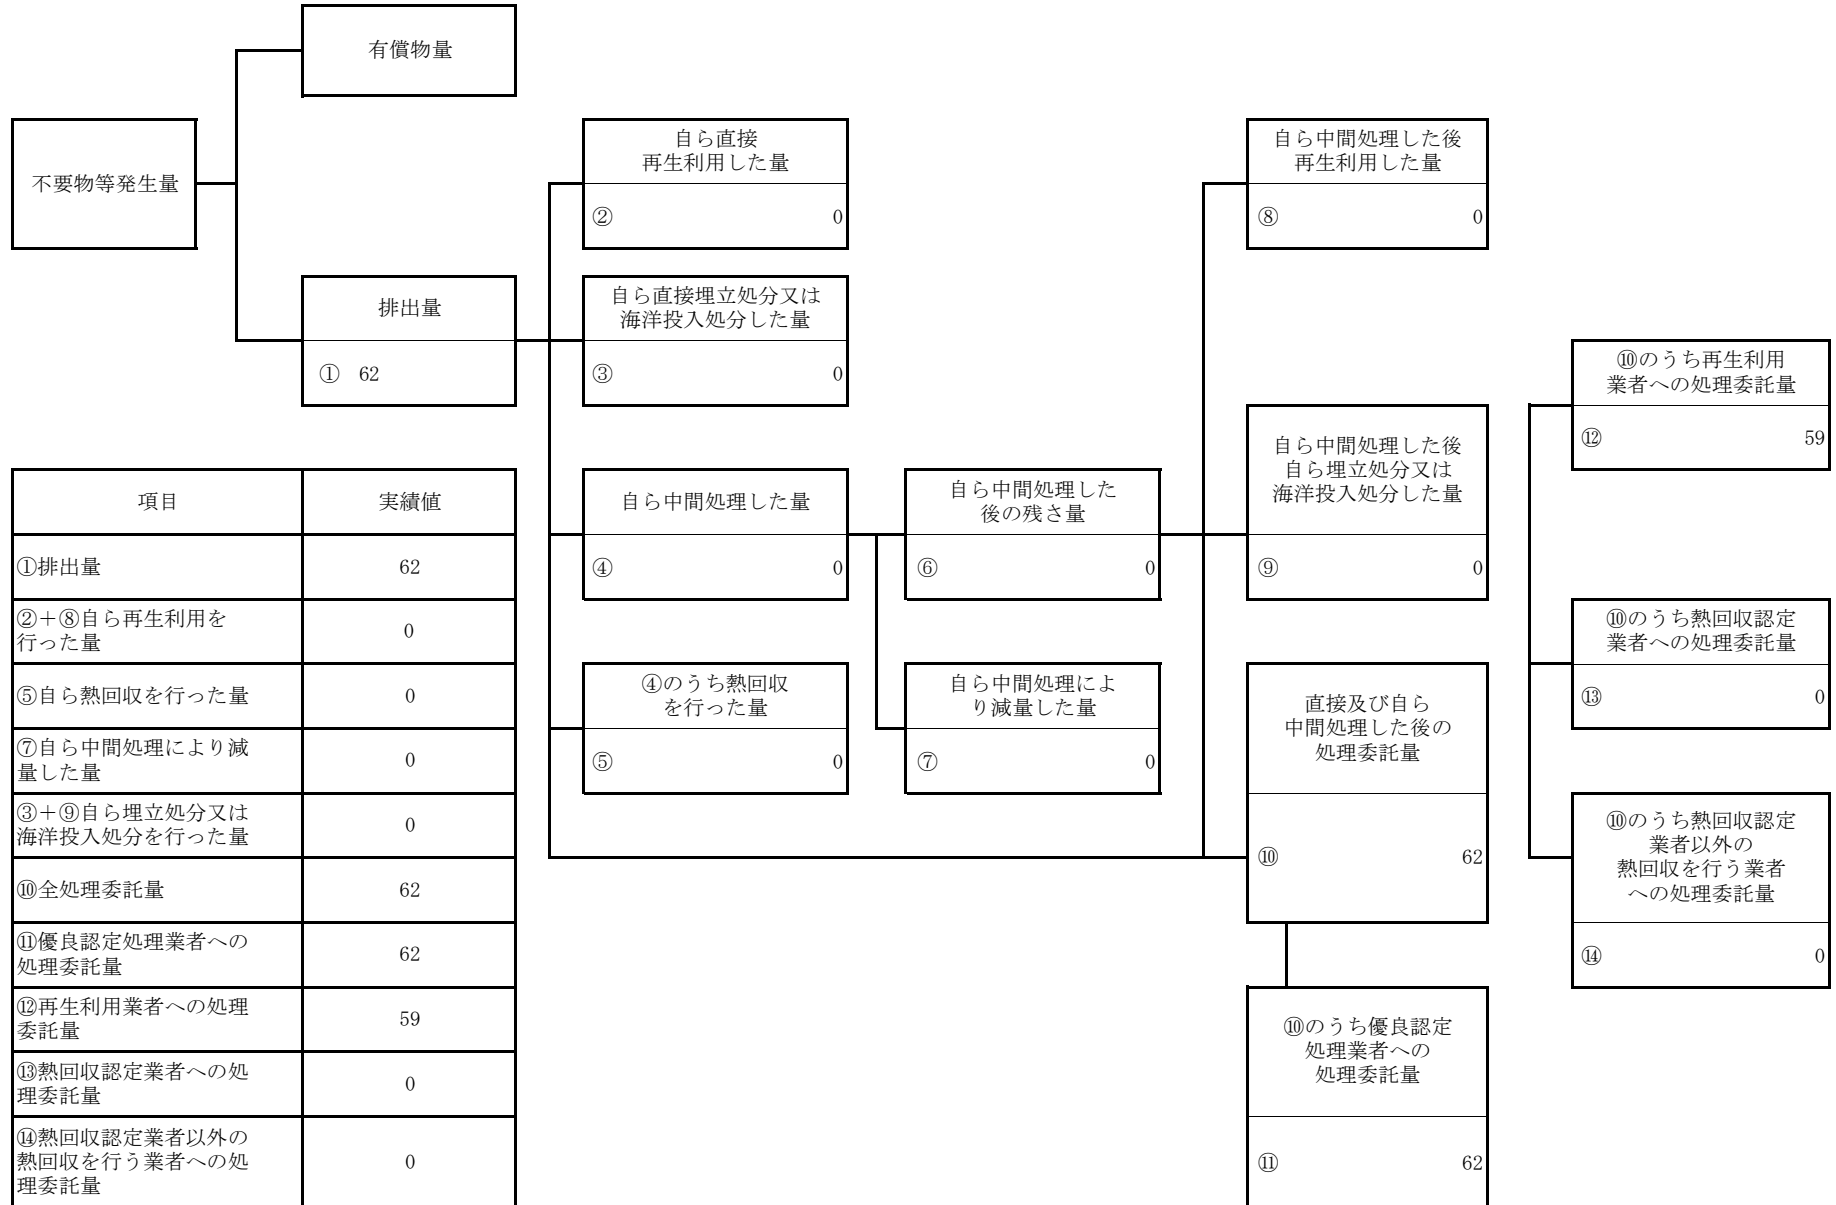 有償物量
不要物等発生量
排出量
① 62
自ら直接
再生利用した量
② 0
自ら直接埋立処分又は
海洋投入処分した量
③ 0
自ら中間処理した量
④ 0
④のうち熱回収
を行った量
⑤ 0
自ら中間処理した
後の残さ量
⑥ 0
自ら中間処理によ
り減量した量
⑦ 0
自ら中間処理した後
再生利用した量
⑧ 0
自ら中間処理した後
自ら埋立処分又は
海洋投入処分した量
⑨ 0
直接及び自ら
中間処理した後の
処理委託量
⑩ 62
⑩のうち優良認定
処理業者への
処理委託量
⑪ 62
⑩のうち再生利用
業者への処理委託量
⑫ 59
⑩のうち熱回収認定
業者への処理委託量
⑬ 0
⑩のうち熱回収認定
業者以外の
熱回収を行う業者
への処理委託量
⑭ 0
項目 実績値
①排出量 62
②+⑧自ら再生利用を
行った量 0
⑤自ら熱回収を行った量 0
⑦自ら中間処理により減
量した量 0
③+⑨自ら埋立処分又は
海洋投入処分を行った量 0
⑩全処理委託量 62
⑪優良認定処理業者への
処理委託量 62
⑫再生利用業者への処理
委託量 59
⑬熱回収認定業者への処
理委託量 0
⑭熱回収認定業者以外の
熱回収を行う業者への処
理委託量 0